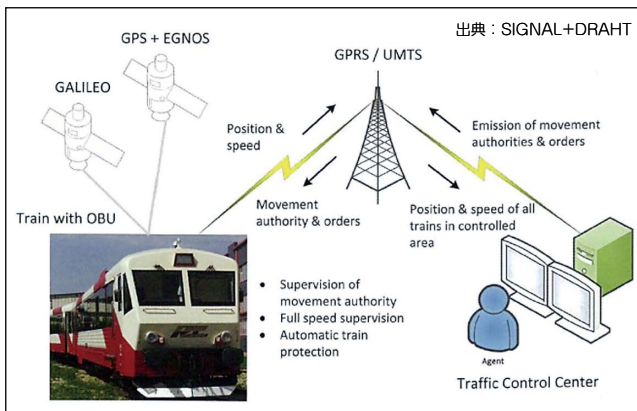 出典：SIGNAL+DRAHT
GPS + EGNOS
GPRS / UMTS
GALILEO
Position &
speed
Emission of movement
authorities & orders
Movement
authority & orders
Position & speed of all
trains in controlled
area
Train with OBU
• Supervision of
movement authority
• Full speed supervision
• Automatic train
protection
Agent
Traffic Control Center